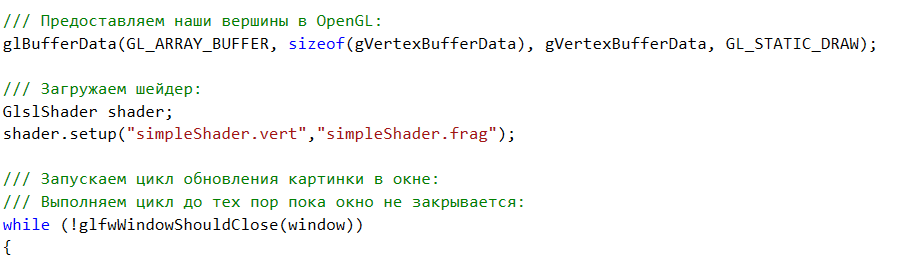 /// Предоставляем наши вершины в OpenGL:
glBufferData(GL_ARRAY_BUFFER, sizeof(gVertexBufferData), gVertexBufferData, GL_STATIC_DRAW);
/// Загружаем шейдер:
GlslShader shader;
shader.setup("simpleShader.vert","simpleShader.frag");
/// Запускаем цикл обновления картинки в окне:
/// Выполняем цикл до тех пор пока окно не закрывается:
while (!glfwWindowShouldClose(window))
{